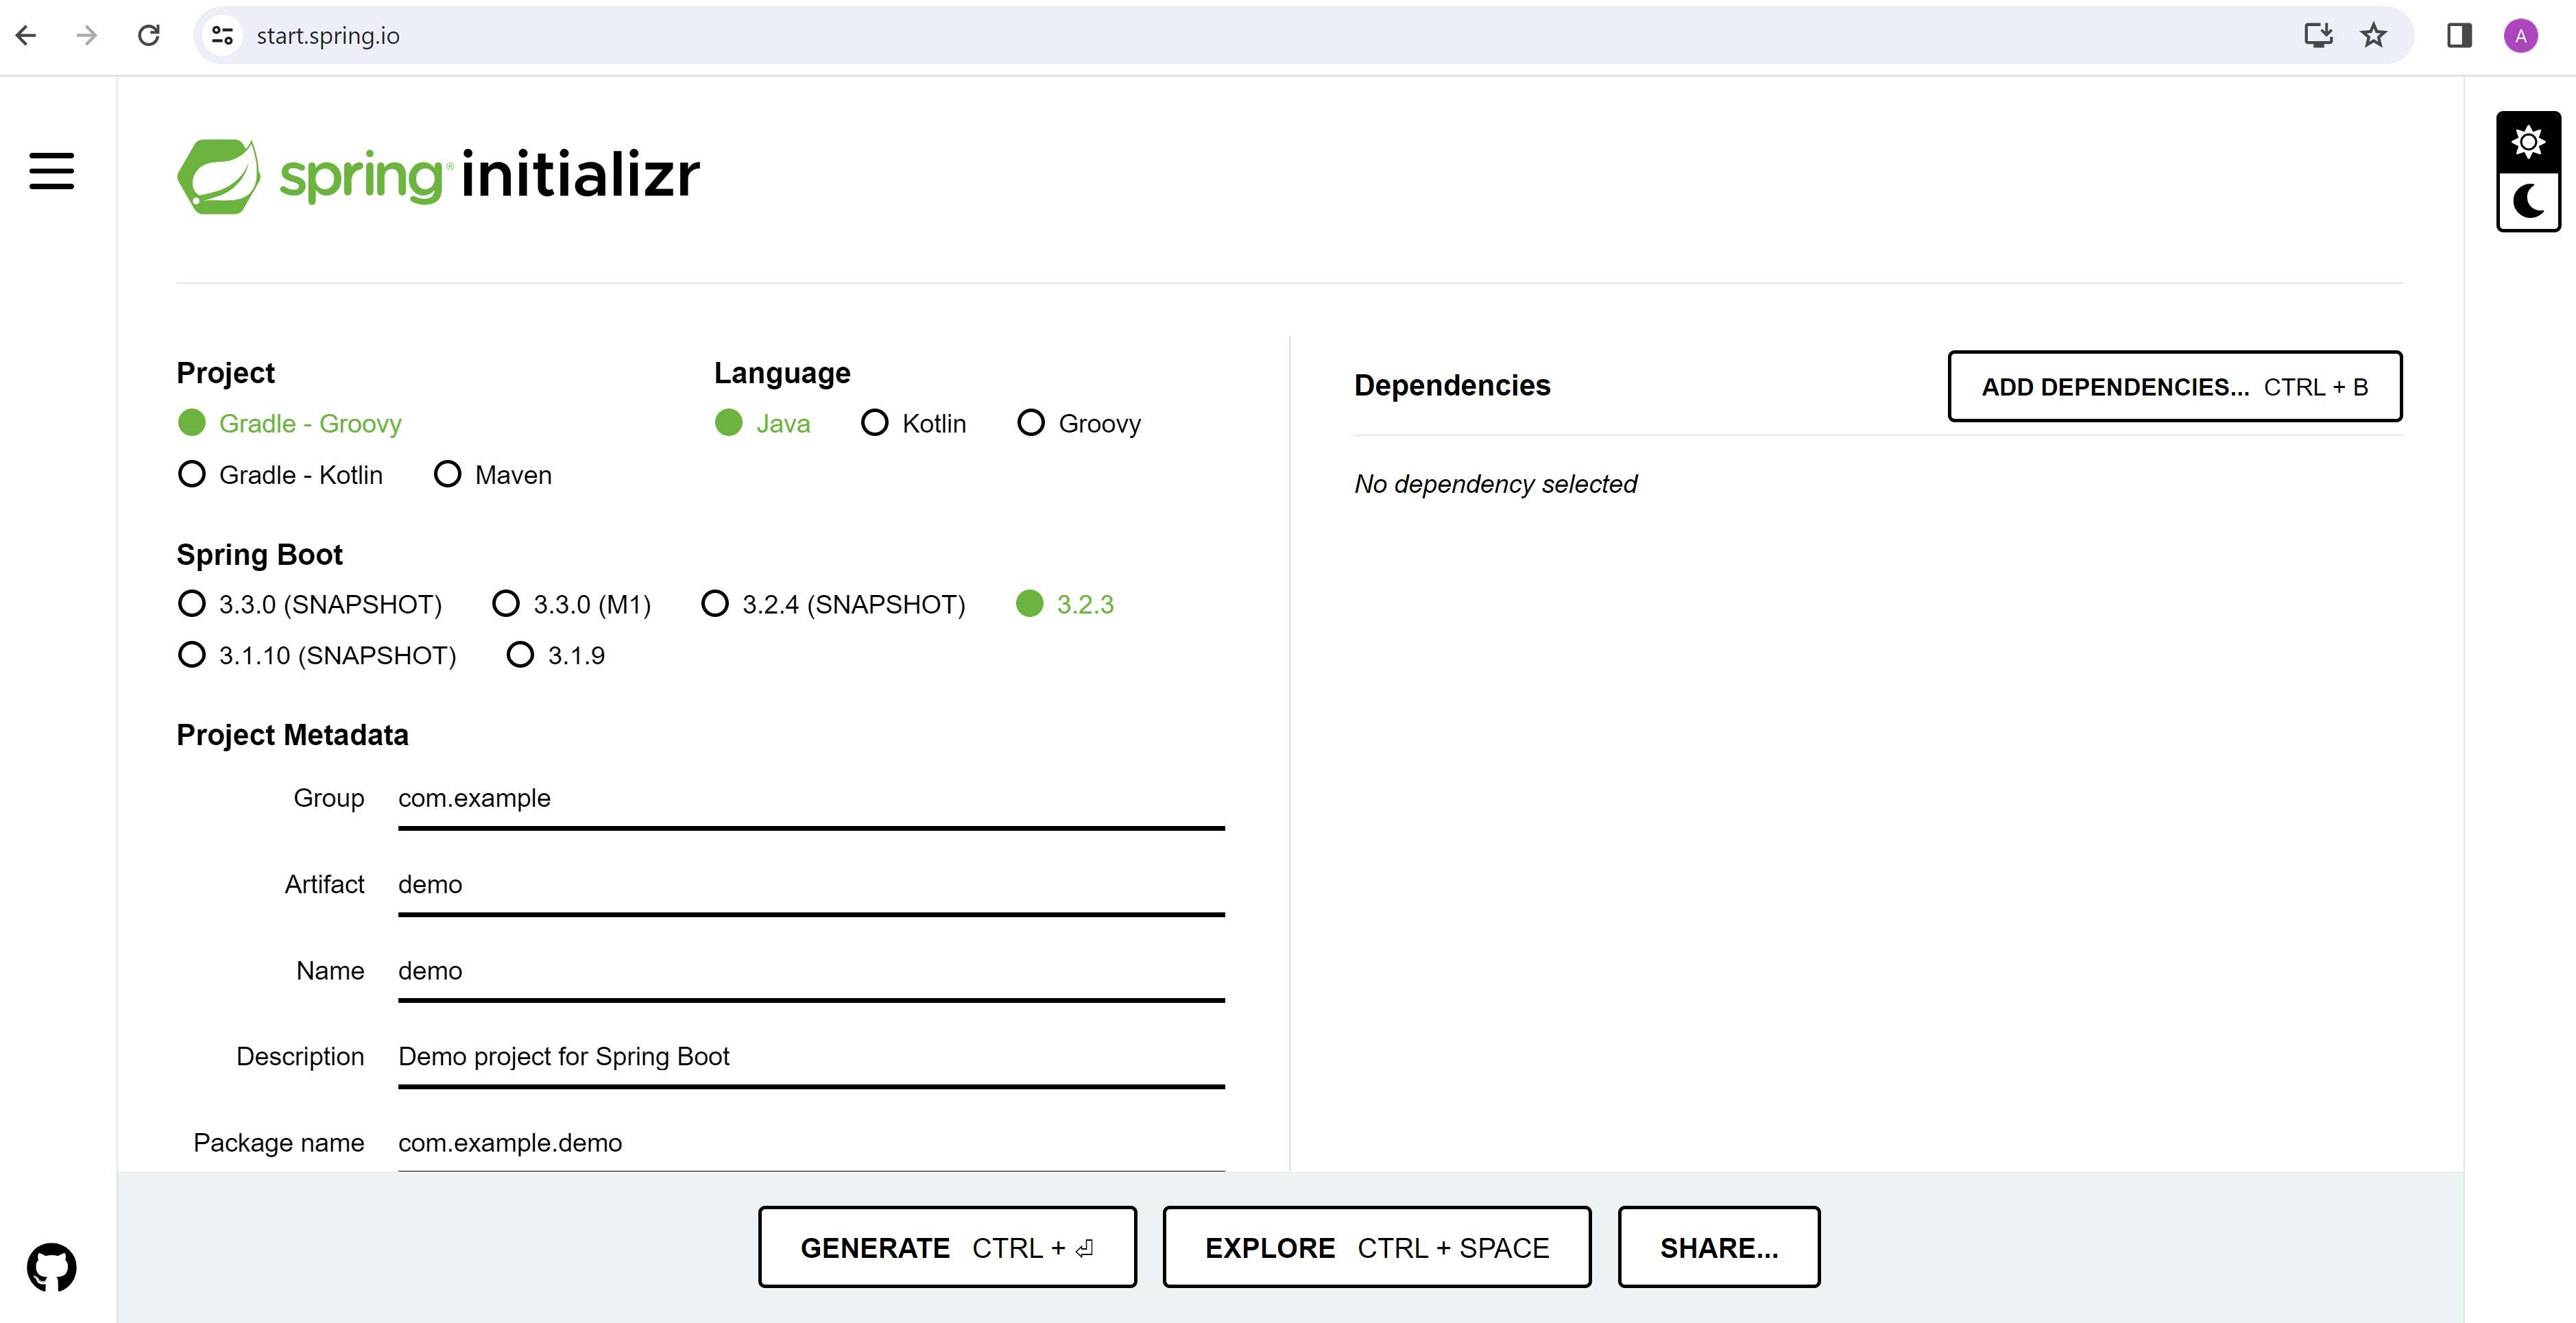 start.spring.io
A
spring® initializr
Project
Gradle - Groovy
Gradle - Kotlin Maven
Language
Java Kotlin Groovy
Spring Boot
3.3.0 (SNAPSHOT) 3.3.0 (M1) 3.2.4 (SNAPSHOT) 3.2.3
3.1.10 (SNAPSHOT) 3.1.9
Project Metadata
Group com.example
Artifact demo
Name demo
Description Demo project for Spring Boot
Package name com.example.demo
Dependencies
ADD DEPENDENCIES... CTRL + B
No dependency selected
GENERATE CTRL + ⏎
EXPLORE CTRL + SPACE
SHARE...